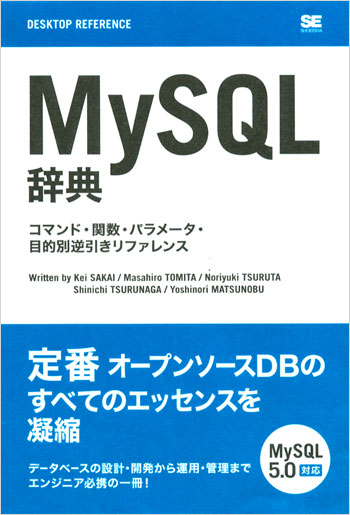 DESKTOP REFERENCE
SE
SHOEISHA
MySQL
辞典
コマンド・関数・パラメータ・
目的別逆引きリファレンス
Written by Kei SAKAI / Masahiro TOMITA / Noriyuki TSURUTA
Shinichi TSURUNAGA / Yoshinori MATSUNOBU
定番 オープンソースDBの
すべてのエッセンスを
凝縮
データベースの設計・開発から運用・管理まで
エンジニア必携の一冊！
MySQL
5.0 対応